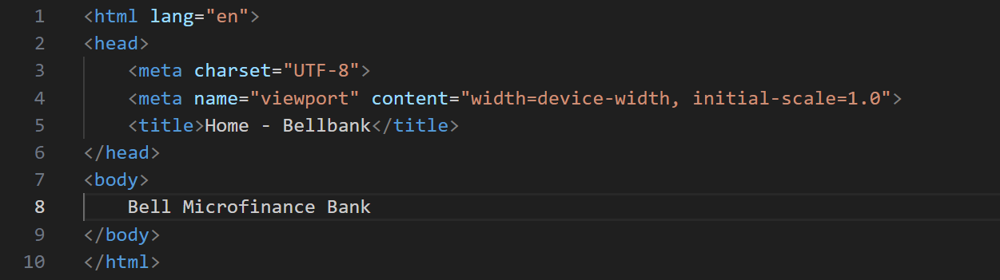 1 <html lang="en">
2 <head>
3     <meta charset="UTF-8">
4     <meta name="viewport" content="width=device-width, initial-scale=1.0">
5     <title>Home - Bellbank</title>
6 </head>
7 <body>
8     Bell Microfinance Bank
9 </body>
10 </html>